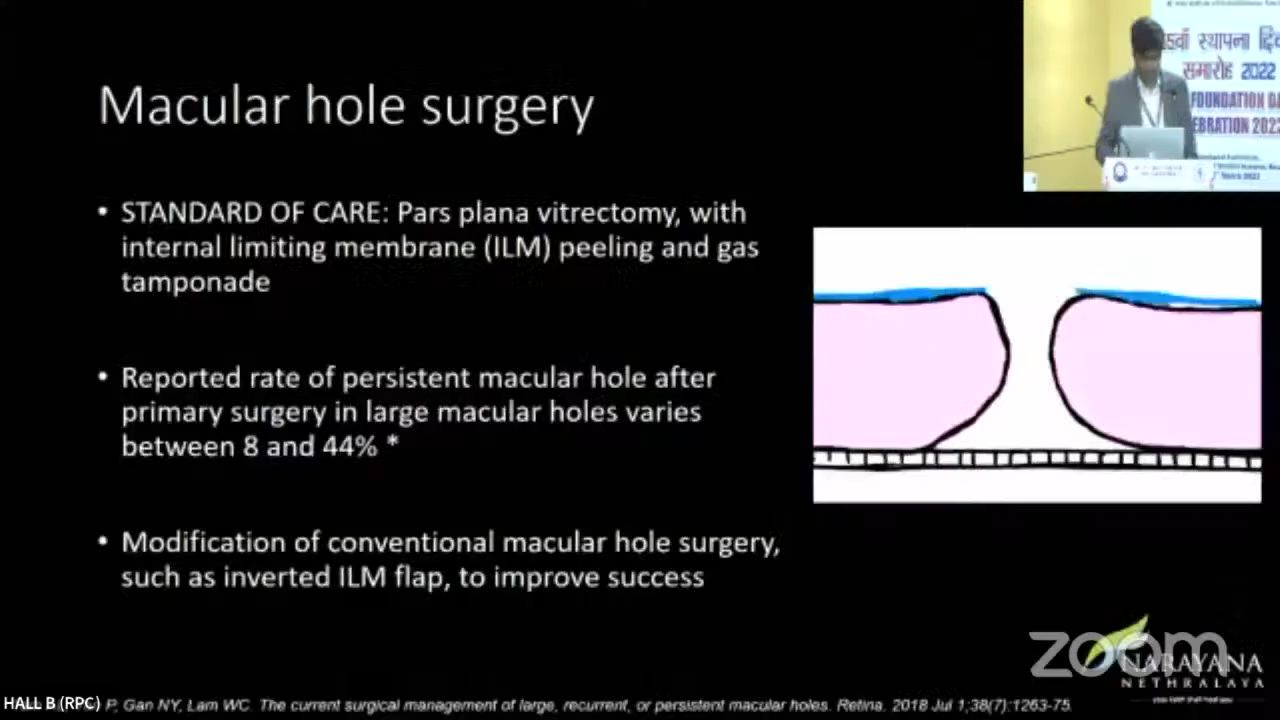 Macular hole surgery
• STANDARD OF CARE: Pars plana vitrectomy, with
internal limiting membrane (ILM) peeling and gas
tamponade
• Reported rate of persistent macular hole after
primary surgery in large macular holes varies
between 8 and 44% *
• Modification of conventional macular hole surgery,
such as inverted ILM flap, to improve success
स्थापना
समारोह 2022
FOUNDATION
zoom
NARAYANA
NETHRALAYA
HALL B (RPC)
P, Gan NY, Lam WC. The current surgical management of large, recurrent, or persistent macular holes. Retina. 2018 Jul 1;38(7):1263-75.